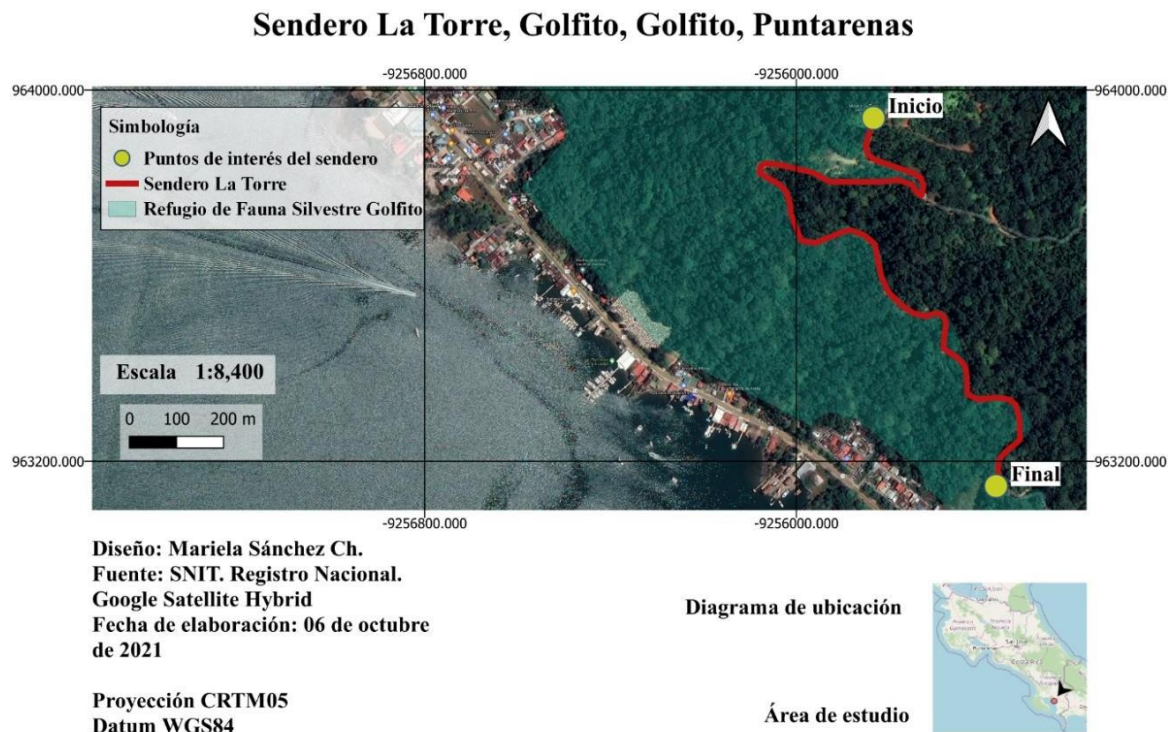 Sendero La Torre, Golfito, Golfito, Puntarenas
-9256800.000
-9256000.000
964000.000
964000.000
Inicio
Simbología
Puntos de interés del sendero
Sendero La Torre
Refugio de Fauna Silvestre Golfito
Escala 1:8,400
0 100 200 m
963200.000
963200.000
Final
-9256800.000
-9256000.000
Diseño: Mariela Sánchez Ch.
Fuente: SNIT. Registro Nacional.
Google Satellite Hybrid
Fecha de elaboración: 06 de octubre
de 2021
Diagrama de ubicación
Proyección CRTM05
Datum WGS84
Área de estudio